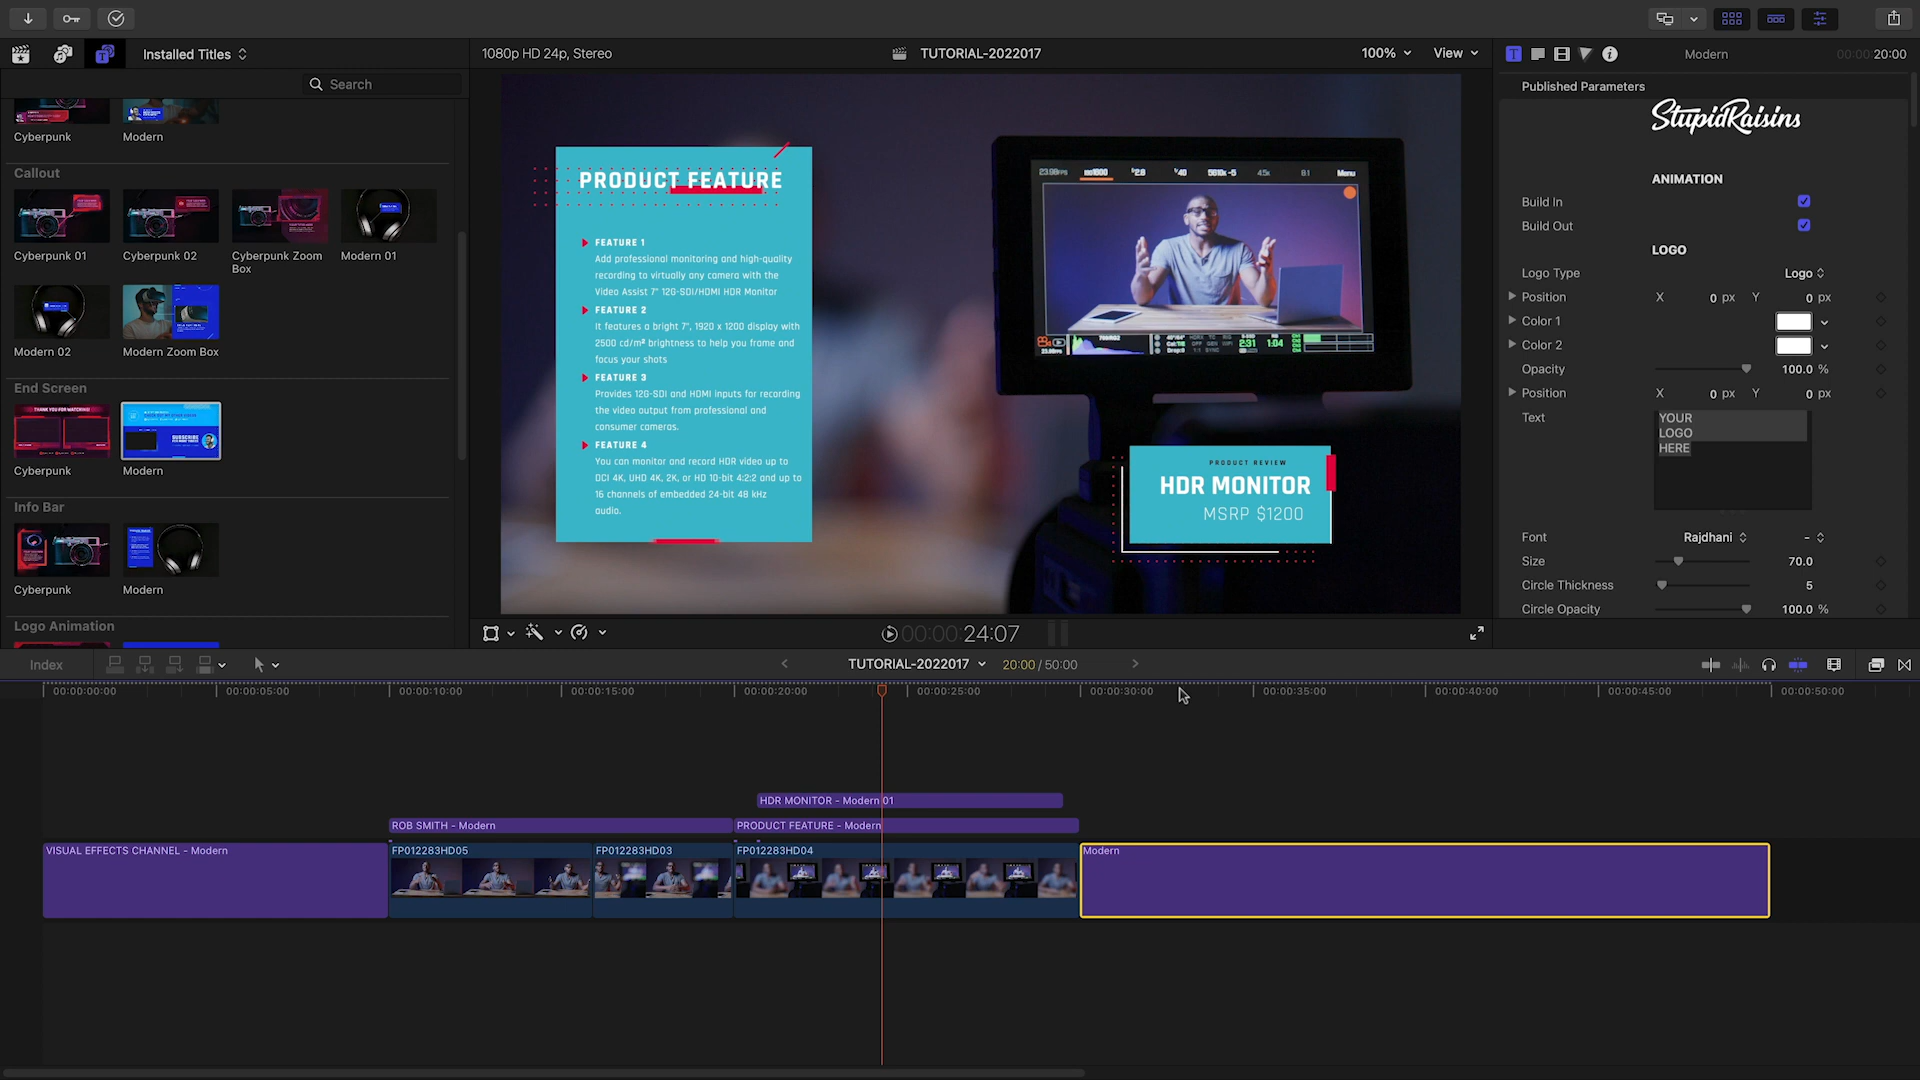 Installed Titles
1080p HD 24p, Stereo
TUTORIAL-2022017
100%
View
Modern
00:00:20:00
Search
Cyberpunk
Modern
Callout
Cyberpunk 01
Cyberpunk 02
Cyberpunk Zoom
Box
Modern 01
Modern 02
Modern Zoom Box
End Screen
THANK YOU FOR WATCHING!
SUBSCRIBE
Cyberpunk
Modern
Info Bar
Cyberpunk
Modern
Logo Animation
PRODUCT FEATURE
FEATURE 1
Add professional monitoring and high-quality
recording to virtually any camera with the
Video Assist 7" 12G-SDI/HDMI HDR Monitor
FEATURE 2
It features a bright 7", 1920 x 1200 display with
2500 cd/m² brightness to help you frame and
focus your shots
FEATURE 3
Provides 12G-SDI and HDMI inputs for recording
the video output from professional and
consumer cameras.
FEATURE 4
You can monitor and record HDR video up to
DCI 4K, UHD 4K, 2K, or HD 10-bit 4:2:2 and up to
16 channels of embedded 24-bit 48 kHz
audio.
Menu
2:31 1:04
PRODUCT REVIEW
HDR MONITOR
MSRP $1200
Published Parameters
StupidRaisins
ANIMATION
Build In
Build Out
LOGO
Logo Type Logo
Position X 0 px Y 0 px
Color 1
Color 2
Opacity 100.0 %
Position X 0 px Y 0 px
Text YOUR
LOGO
HERE
Font Rajdhani -
Size 70.0
Circle Thickness 5
Circle Opacity 100.0 %
00:00:24:07
Index
TUTORIAL-2022017
20:00 / 50:00
00:00:00:00 00:00:05:00 00:00:10:00 00:00:15:00 00:00:20:00 00:00:25:00 00:00:30:00 00:00:35:00 00:00:40:00 00:00:45:00 00:00:50:00
HDR MONITOR - Modern 01
ROB SMITH - Modern
PRODUCT FEATURE - Modern
VISUAL EFFECTS CHANNEL - Modern
FP012283HD05
FP012283HD03
FP012283HD04
Modern